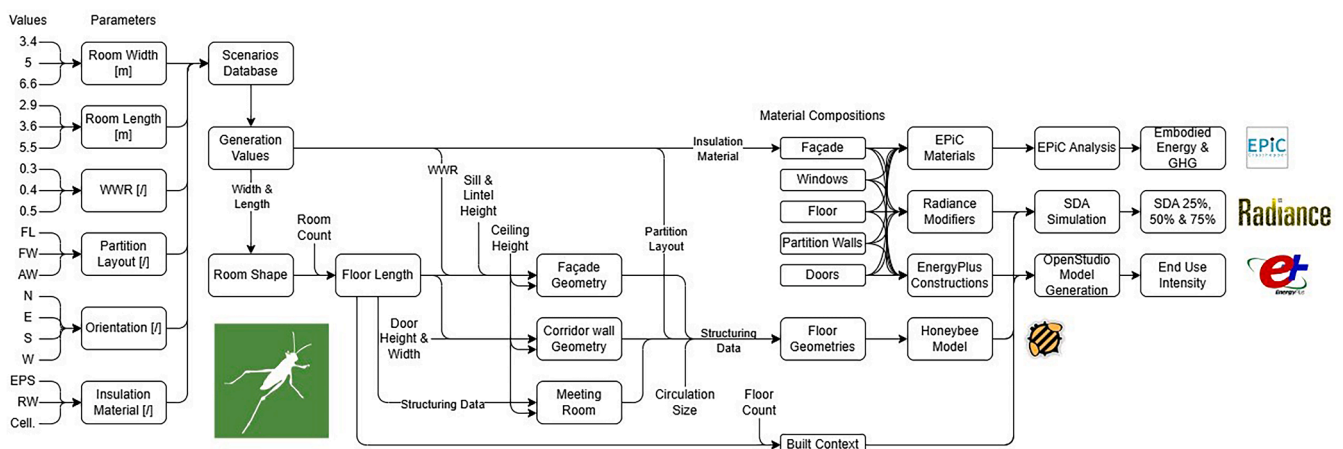 Values
Parameters
3.4
5
6.6
Room Width
[m]
2.9
3.6
5.5
Room Length
[m]
0.3
0.4
0.5
WWR [/]
FL
FW
AW
Partition
Layout [/]
N
E
S
W
Orientation [/]
EPS
RW
Cell.
Insulation
Material [/]
Scenarios
Database
Generation
Values
Width &
Length
Room Shape
Room
Count
Floor Length
WWR
Sill &
Lintel
Height
Ceiling
Height
Door
Height &
Width
Structuring Data
Façade
Geometry
Corridor wall
Geometry
Meeting
Room
Partition
Layout
Circulation
Size
Structuring
Data
Insulation
Material
Floor
Count
Material Compositions
Façade
Windows
Floor
Partition Walls
Doors
Floor
Geometries
Built Context
EPiC
Materials
Radiance
Modifiers
EnergyPlus
Constructions
Honeybee
Model
EPiC Analysis
SDA
Simulation
OpenStudio
Model
Generation
Embodied
Energy &
GHG
SDA 25%,
50% & 75%
End Use
Intensity
EPiC
Radiance
e+
EnergyPlus